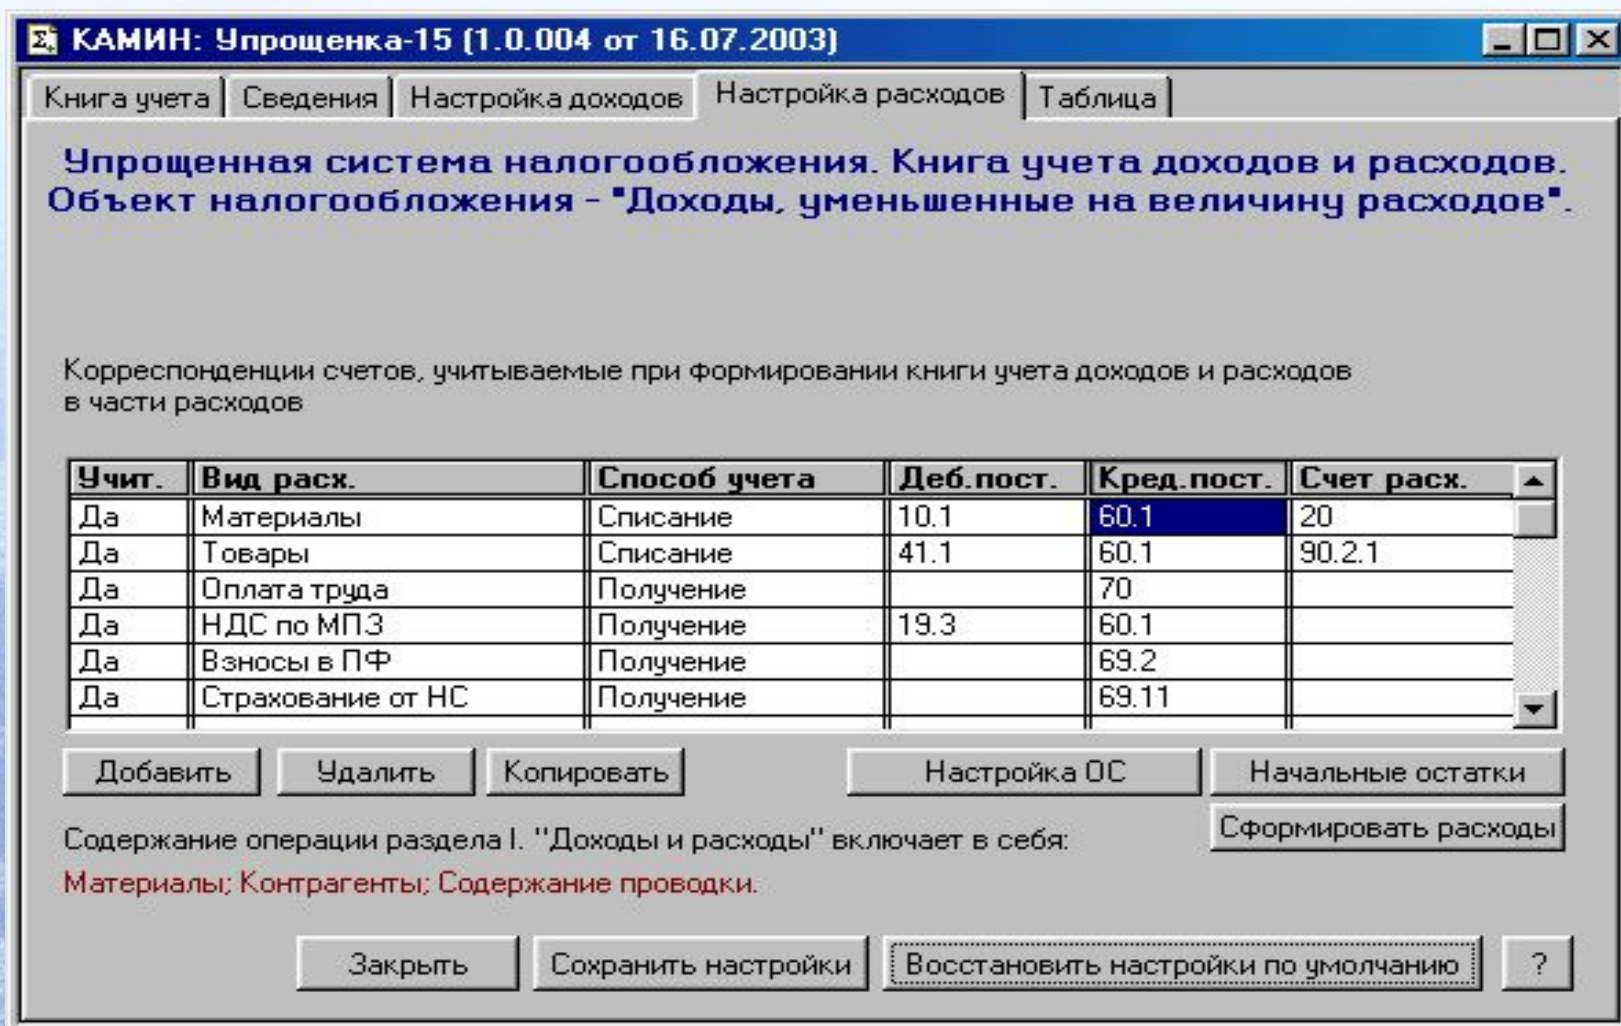 КАМИН: Упрощенка-15 (1.0.004 от 16.07.2003)
Книга учета Сведения Настройка доходов Настройка расходов Таблица
Упрощенная система налогообложения. Книга учета доходов и расходов.
Объект налогообложения - "Доходы, уменьшенные на величину расходов".
Корреспонденции счетов, учитываемые при формировании книги учета доходов и расходов
в части расходов
Учит. Вид расх. Способ учета Деб.пост. Кред.пост. Счет расх.
Да Материалы Списание 10.1 60.1 20
Да Товары Списание 41.1 60.1 90.2.1
Да Оплата труда Получение 70
Да НДС по МПЗ Получение 19.3 60.1
Да Взносы в ПФ Получение 69.2
Да Страхование от НС Получение 69.11
Добавить Удалить Копировать Настройка ОС Начальные остатки
Сформировать расходы
Содержание операции раздела I. "Доходы и расходы" включает в себя:
Материалы; Контрагенты; Содержание проводки.
Закрыть Сохранить настройки Восстановить настройки по умолчанию ?